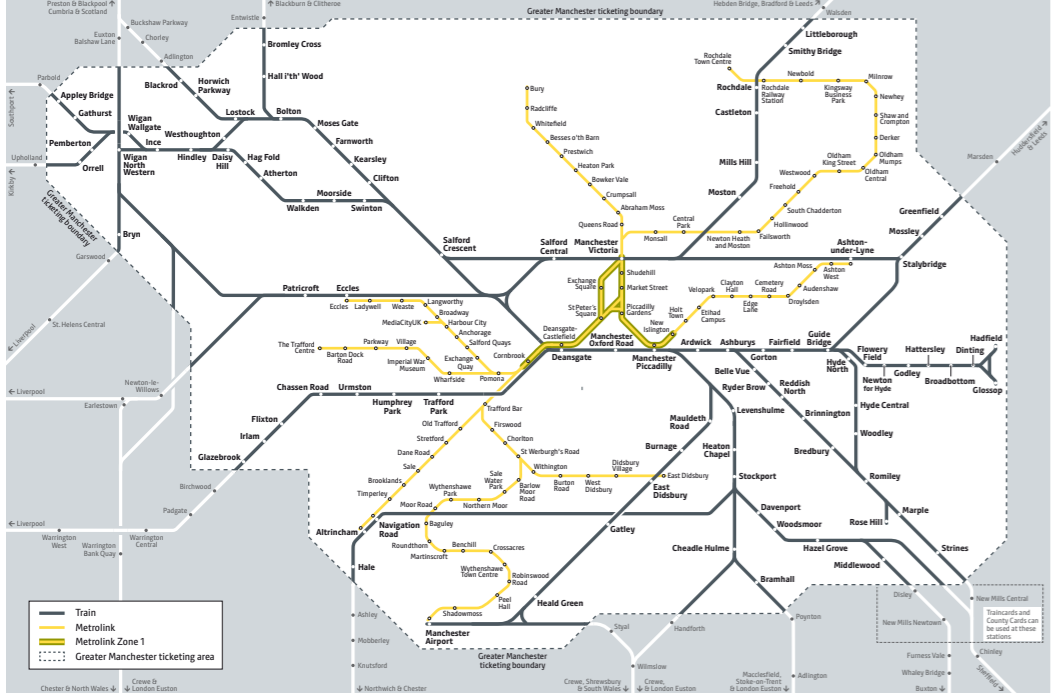 Preston & Blackpool
Cumbria & Scotland
↑ Blackburn & Clitheroe
Greater Manchester ticketing boundary
Hebden Bridge, Bradford & Leeds ↗
Walsden
Buckshaw Parkway
Entwistle
Euxton
Balshaw Lane
Chorley
Adlington
Bromley Cross
Littleborough
Smithy Bridge
Parbold
Appley Bridge
Blackrod
Horwich
Parkway
Hall i'th' Wood
Rochdale
Town Centre
Rochdale
Rochdale
Railway
Station
Newbold
Kingsway
Business
Park
Milnrow
Newhey
Southport
Gathurst
Wigan
Wallgate
Lostock
Bolton
Moses Gate
Bury
Radcliffe
Whitefield
Castleton
Shaw and
Crompton
Pemberton
Westhoughton
Ince
Farnworth
Besses o'th Barn
Prestwich
Derker
Upholland
Orrell
Wigan
North
Western
Hindley
Daisy
Hill
Hag Fold
Atherton
Kearsley
Clifton
Heaton Park
Bowker Vale
Crumpsall
Mills Hill
Oldham
King Street
Oldham
Mumps
Oldham
Central
Westwood
Marsden
Huddersfield
& Leeds
Kirkby
Moorside
Walkden
Swinton
Abraham Moss
Moston
Freehold
South Chadderton
Hollinwood
Greenfield
Greater Manchester
ticketing boundary
Bryn
Queens Road
Monsall
Central
Park
Newton Heath
and Moston
Failsworth
Mossley
Garswood
Salford
Crescent
Salford
Central
Manchester
Victoria
Ashton-
under-Lyne
Ashton Moss
Ashton
West
Stalybridge
Patricroft
Eccles
Exchange
Square
Shudehill
Market Street
Velopark
Clayton
Hall
Cemetery
Road
Audenshaw
Edge
Lane
Droylsden
Eccles
Ladywell
Weaste
Langworthy
Broadway
MediaCityUK
Harbour City
Anchorage
Salford Quays
St Peter's
Square
Piccadilly
Gardens
Holt
Town
Etihad
Campus
New
Islington
Liverpool
St. Helens Central
The Trafford
Centre
Barton Dock
Road
Parkway
Village
Imperial War
Museum
Wharfside
Exchange
Quay
Pomona
Cornbrook
Deansgate-
Castlefield
Deansgate
Manchester
Oxford Road
Manchester
Piccadilly
Ardwick
Ashburys
Gorton
Fairfield
Guide
Bridge
Hyde
North
Flowery
Field
Newton
for Hyde
Godley
Hattersley
Broadbottom
Dinting
Hadfield
Glossop
← Liverpool
Newton-le-
Willows
Earlestown
Chassen Road
Urmston
Humphrey
Park
Trafford
Park
Trafford Bar
Belle Vue
Ryder Brow
Reddish
North
Hyde Central
Flixton
Irlam
Glazebrook
Old Trafford
Stretford
Dane Road
Sale
Brooklands
Timperley
Firswood
Chorlton
St Werburgh's Road
Mauldeth
Road
Levenshulme
Brinnington
Woodley
Burnage
Heaton
Chapel
Bredbury
Withington
Didsbury
Village
East Didsbury
Burton
Road
West
Didsbury
East
Didsbury
Stockport
Romiley
Birchwood
Sale
Water
Park
Barlow
Moor
Road
Wythenshawe
Park
Northern Moor
Moor Road
Padgate
Davenport
Woodsmoor
Rose Hill
Marple
← Liverpool
Warrington
West
Warrington
Central
Warrington
Bank Quay
Altrincham
Navigation
Road
Baguley
Roundthorn
Martinscroft
Benchill
Crossacres
Gatley
Cheadle Hulme
Hazel Grove
Strines
Middlewood
Hale
Wythenshawe
Town Centre
Robinswood
Road
Peel
Hall
Bramhall
Heald Green
Shadowmoss
Manchester
Airport
Disley
New Mills Central
New Mills Newtown
Traincards and
County Cards can
be used at these
stations
Train
Metrolink
Metrolink Zone 1
Greater Manchester ticketing area
Ashley
Mobberley
Knutsford
Styal
Handforth
Poynton
Greater Manchester
ticketing boundary
Wilmslow
Furness Vale
Chinley
Whaley Bridge
Sheffield
Chester & North Wales ↓
Crewe &
↓ London Euston
↓ Northwich & Chester
Crewe, Shrewsbury
& South Wales ↓
Crewe,
↓ & London Euston
Macclesfield,
Stoke-on-Trent
& London Euston ↓
Adlington
Buxton ↓